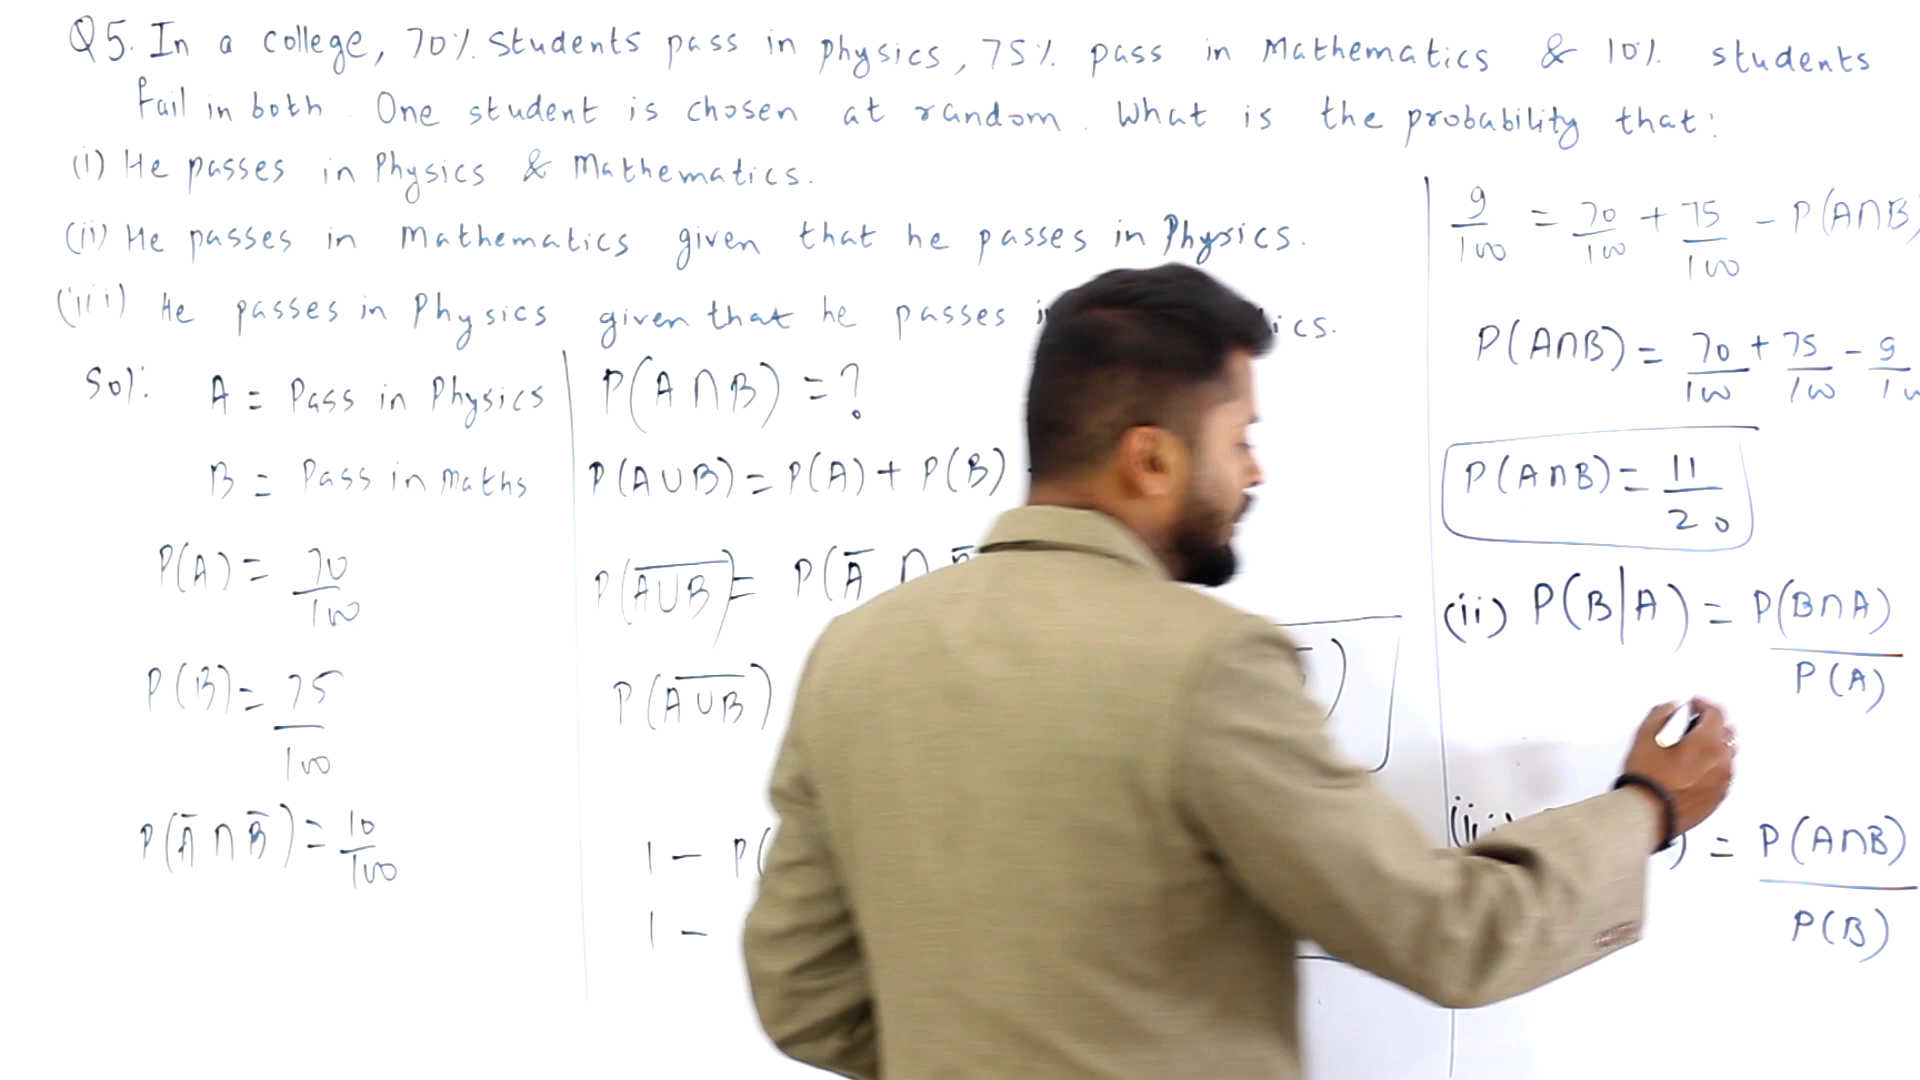 Q5. In a college, 70% students pass in physics, 75% pass in Mathematics & 10% students
fail in both. One student is chosen at random. What is the probability that:
(i) He passes in Physics & Mathematics.
(ii) He passes in Mathematics given that he passes in Physics.
(iii) He passes in Physics given that he passes
Sol: A = Pass in Physics
B = Pass in maths
P(A) = 70/100
P(B) = 75/100
P(A̅ ∩ B̅) = 10/100
P(A ∩ B) = ?
P(A ∪ B) = P(A) + P(B)
P(A̅ ̅∪̅ ̅B̅) = P(A̅ ∩
P(A̅ ̅∪̅ ̅B̅)
1 - P(
1 -
9/100 = 70/100 + 75/100 - P(A∩B)
P(A∩B) = 70/100 + 75/100 - 9/1
P(A∩B) = 11/20
(ii) P(B|A) = P(B∩A)/P(A)
) = P(A∩B)/P(B)